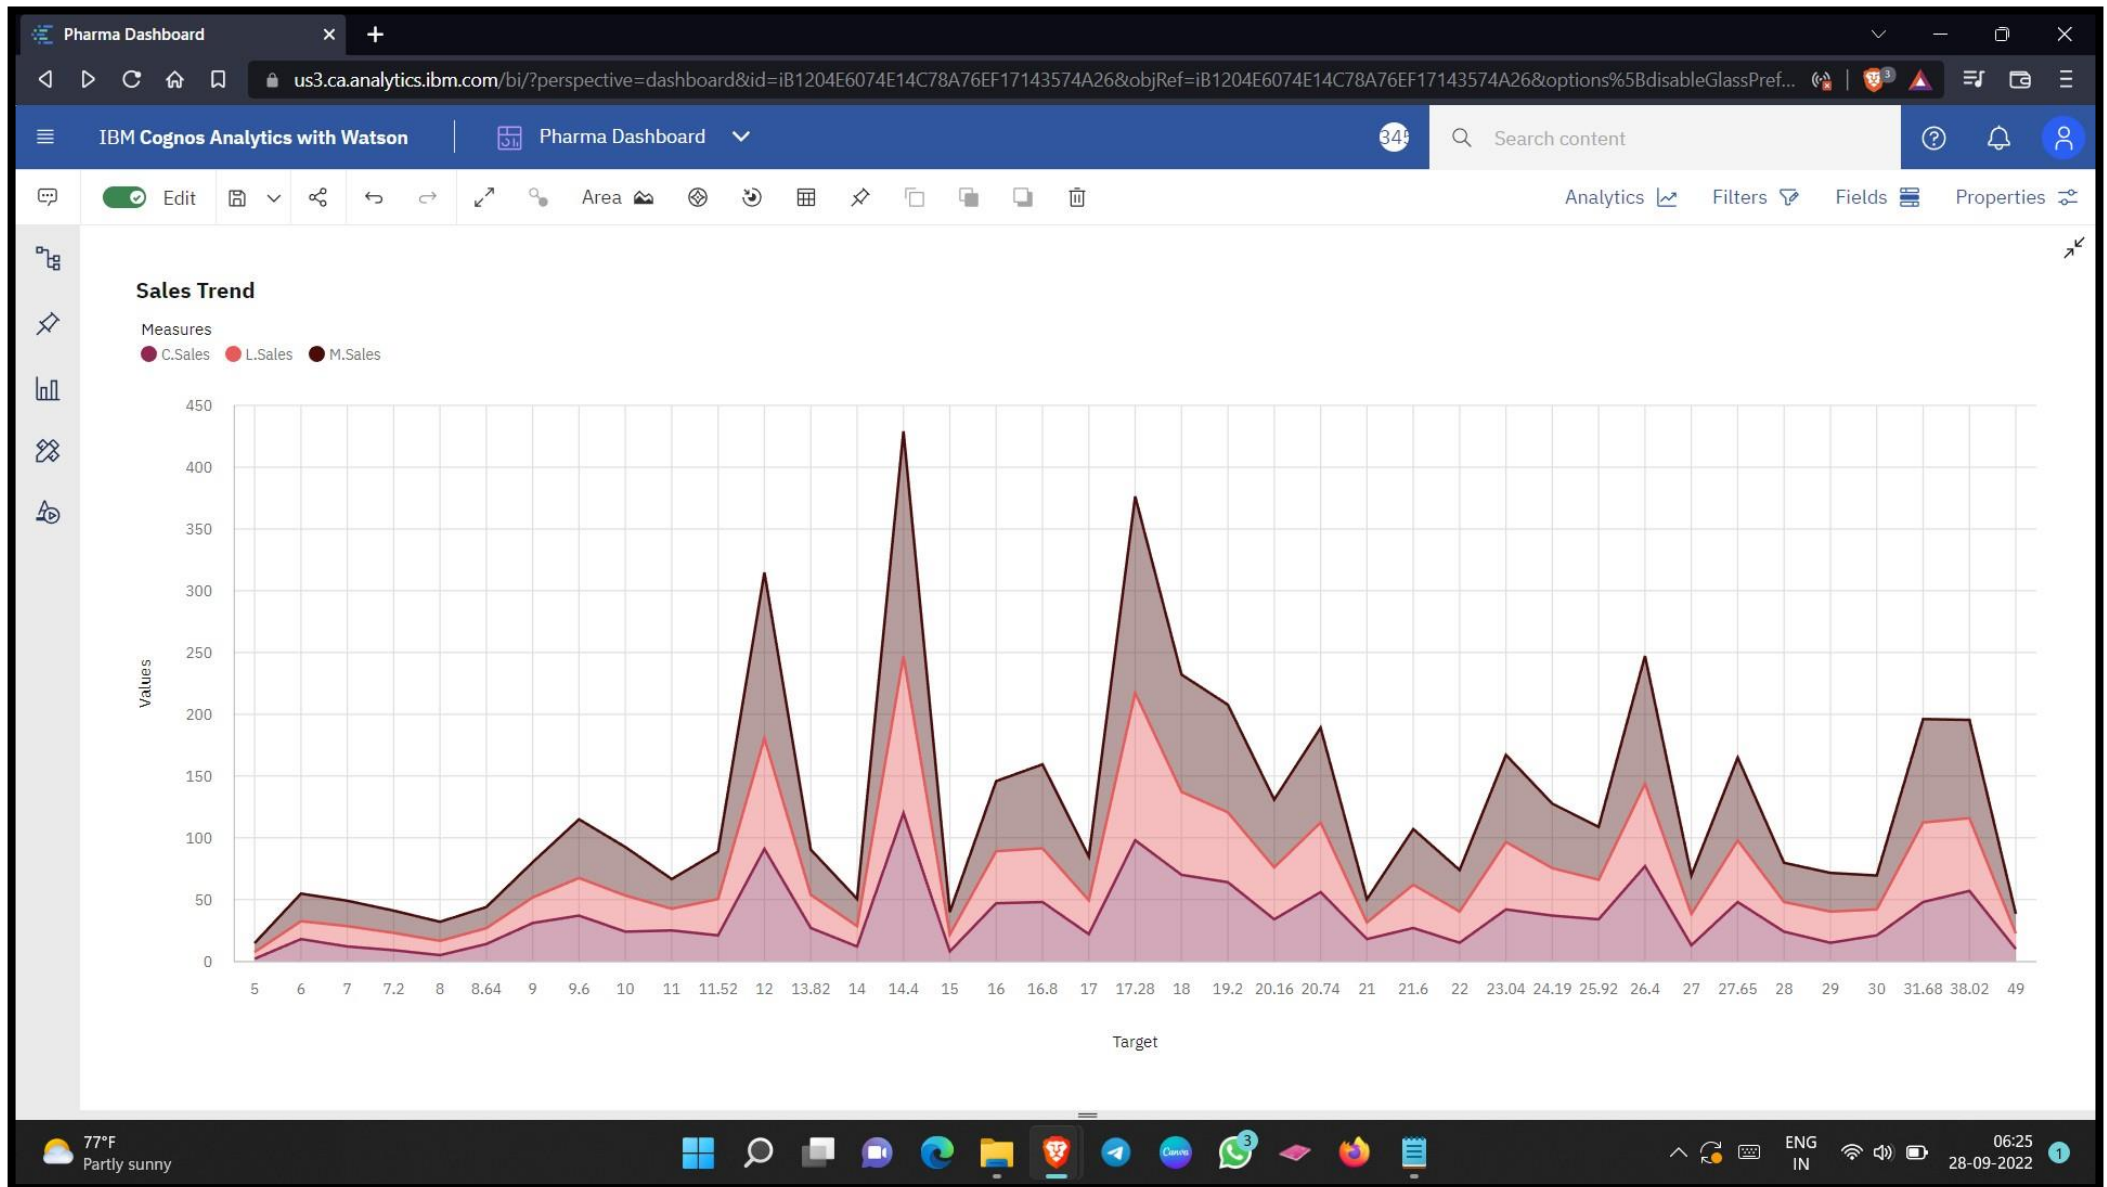 Pharma Dashboard
us3.ca.analytics.ibm.com/bi/?perspective=dashboard&id=iB1204E6074E14C78A76EF17143574A26&objRef=iB1204E6074E14C78A76EF17143574A26&options%5BdisableGlassPref...
3
IBM Cognos Analytics with Watson
Pharma Dashboard
345
Search content
Edit
Area
Analytics
Filters
Fields
Properties
Sales Trend
Measures
C.Sales L.Sales M.Sales
450
400
350
300
250
200
150
100
50
0
Values
5 6 7 7.2 8 8.64 9 9.6 10 11 11.52 12 13.82 14 14.4 15 16 16.8 17 17.28 18 19.2 20.16 20.74 21 21.6 22 23.04 24.19 25.92 26.4 27 27.65 28 29 30 31.68 38.02 49
Target
77°F
Partly sunny
Canva
3
ENG
IN
06:25
28-09-2022
1